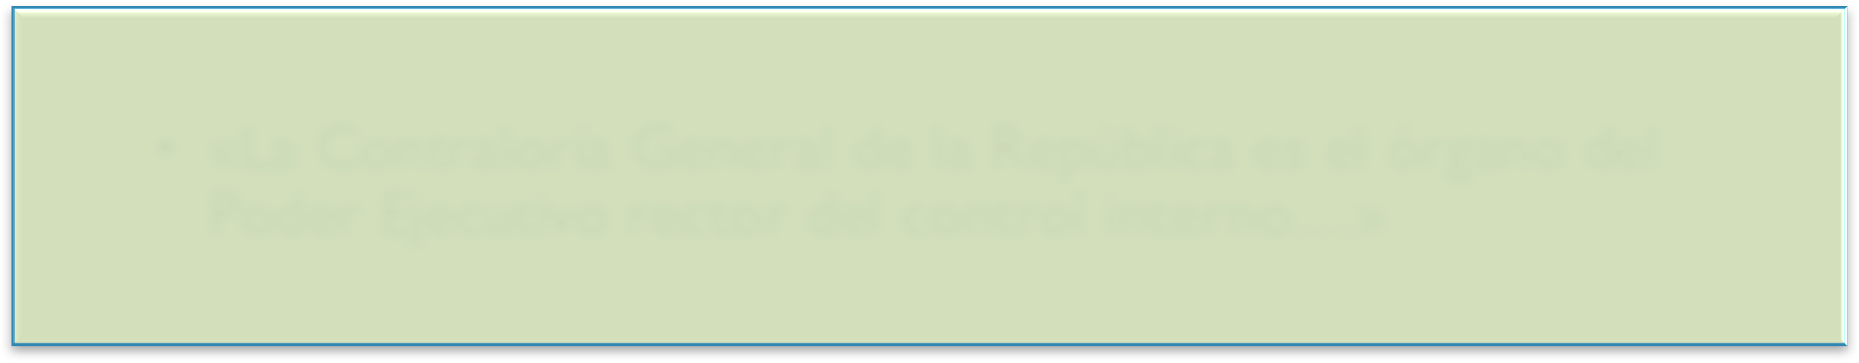 • «La Contraloría General de la República es el órgano del
Poder Ejecutivo rector del control interno....»